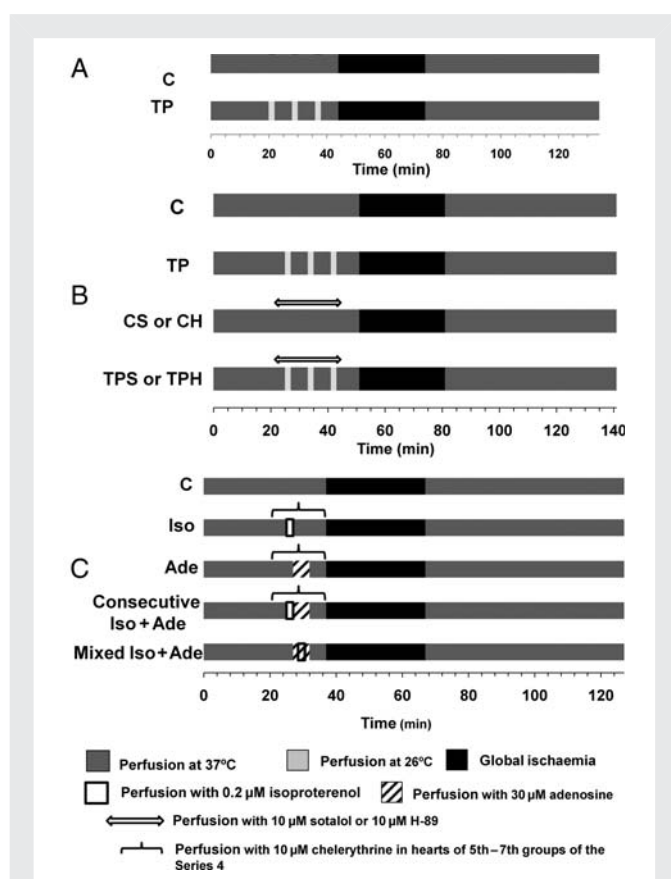 A
C
TP
0 20 40 60 80 100 120
Time (min)
C
TP
B
CS or CH
TPS or TPH
0 20 40 60 80 100 120 140
Time (min)
C
Iso
C
Ade
Consecutive
Iso + Ade
Mixed Iso + Ade
0 20 40 60 80 100 120
Time (min)
Perfusion at 37ºC Perfusion at 26ºC Global ischaemia
Perfusion with 0.2 µM isoproterenol Perfusion with 30 µM adenosine
Perfusion with 10 µM sotalol or 10 µM H-89
Perfusion with 10 µM chelerythrine in hearts of 5th–7th groups of the
Series 4